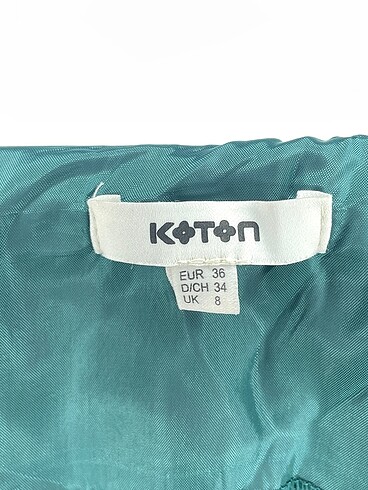 KOTON
EUR 36
D/CH 34
UK 8